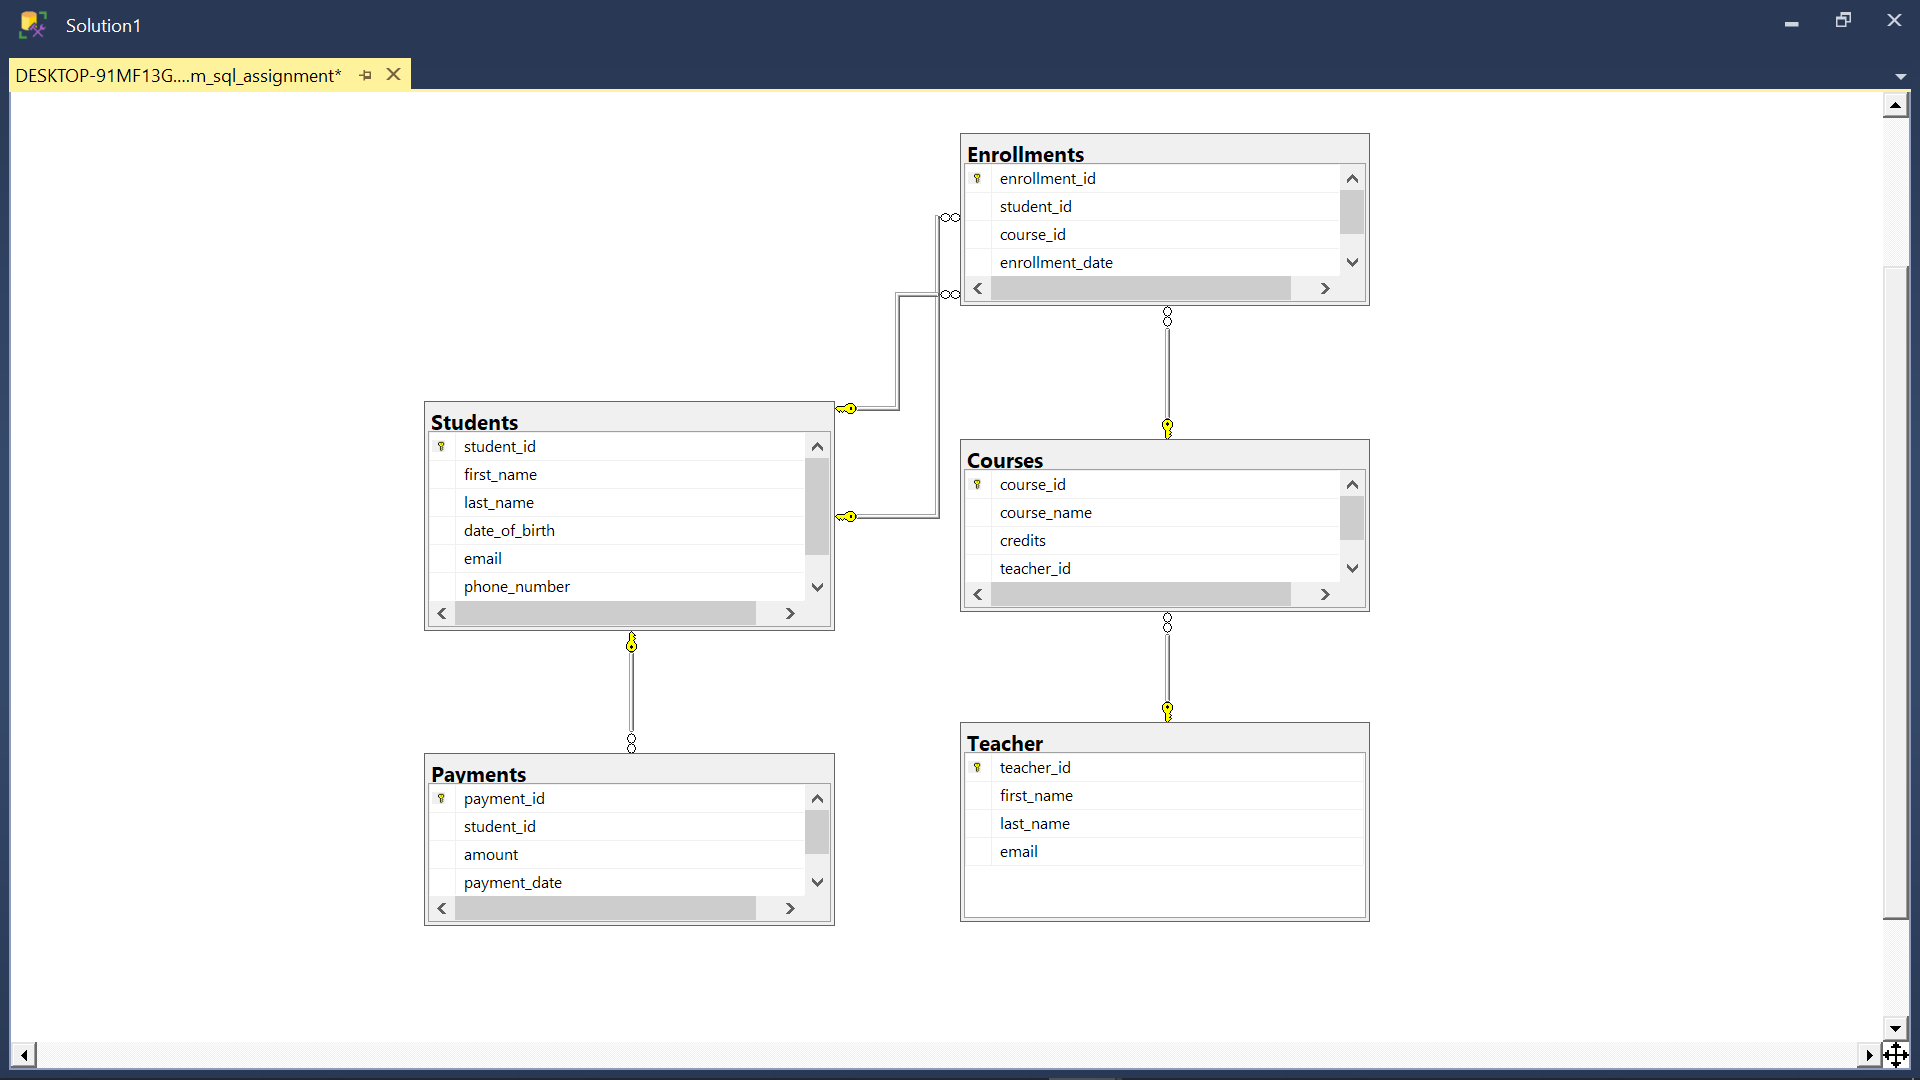 Solution1
DESKTOP-91MF13G....m_sql_assignment*
Enrollments
enrollment_id
student_id
course_id
enrollment_date
Students
student_id
first_name
last_name
date_of_birth
email
phone_number
Courses
course_id
course_name
credits
teacher_id
Payments
payment_id
student_id
amount
payment_date
Teacher
teacher_id
first_name
last_name
email